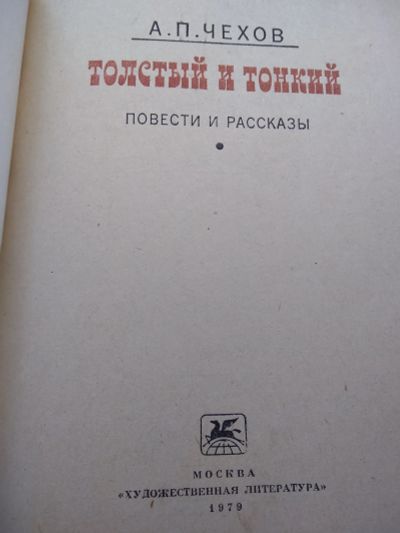 А.П.ЧЕХОВ
ТОЛСТЫЙ И ТОНКИЙ
ПОВЕСТИ И РАССКАЗЫ
МОСКВА
«ХУДОЖЕСТВЕННАЯ ЛИТЕРАТУРА»
1979